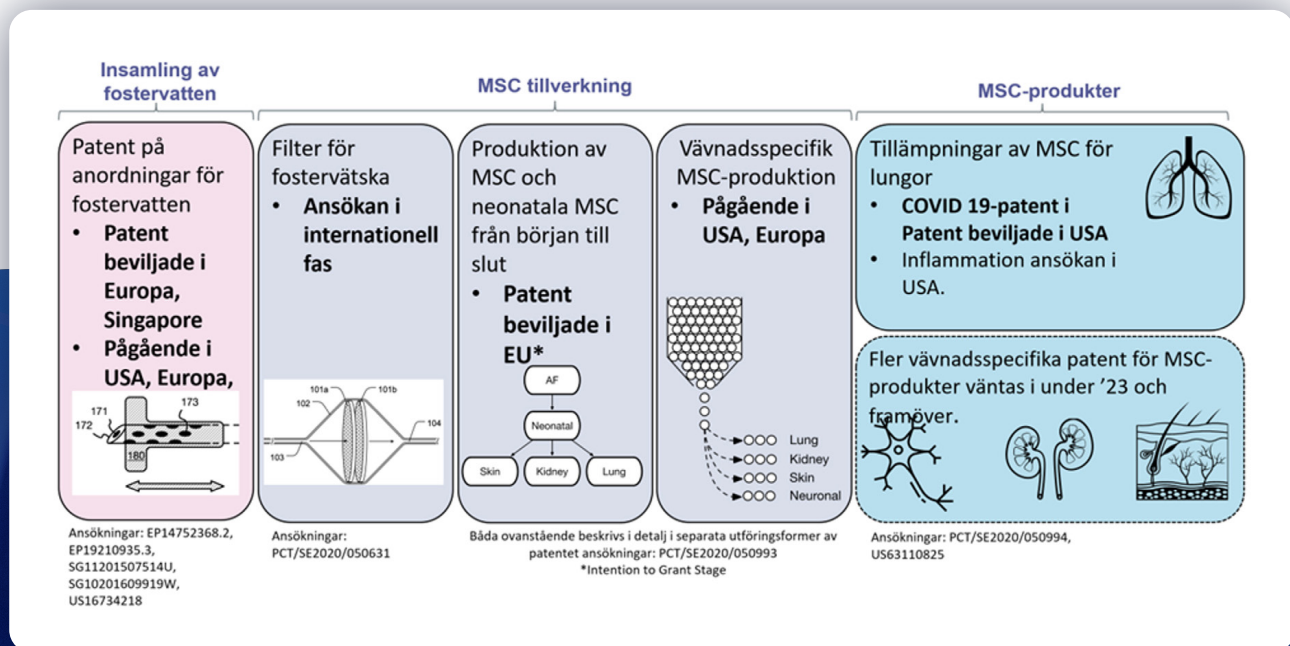 Insamling av
fostervatten
MSC tillverkning
MSC-produkter
Patent på
anordningar för
fostervatten
• Patent
beviljade i
Europa,
Singapore
• Pågående i
USA, Europa,
171
172
173
180
Ansökningar: EP14752368.2,
EP19210935.3,
SG11201507514U,
SG10201609919W,
US16734218
Filter för
fostervätska
• Ansökan i
internationell
fas
101a
101b
102
104
103
Ansökningar:
PCT/SE2020/050631
Produktion av
MSC och
neonatala MSC
från början till
slut
• Patent
beviljade i
EU*
AF
Neonatal
Skin
Kidney
Lung
Vävnadsspecifik
MSC-produktion
• Pågående i
USA, Europa
Lung
Kidney
Skin
Neuronal
Båda ovanstående beskrivs i detalj i separata utföringsformer av
patentet ansökningar: PCT/SE2020/050993
*Intention to Grant Stage
Tillämpningar av MSC för
lungor
• COVID 19-patent i
Patent beviljade i USA
• Inflammation ansökan i
USA.
Fler vävnadsspecifika patent för MSC-
produkter väntas i under ’23 och
framöver.
Ansökningar: PCT/SE2020/050994,
US63110825